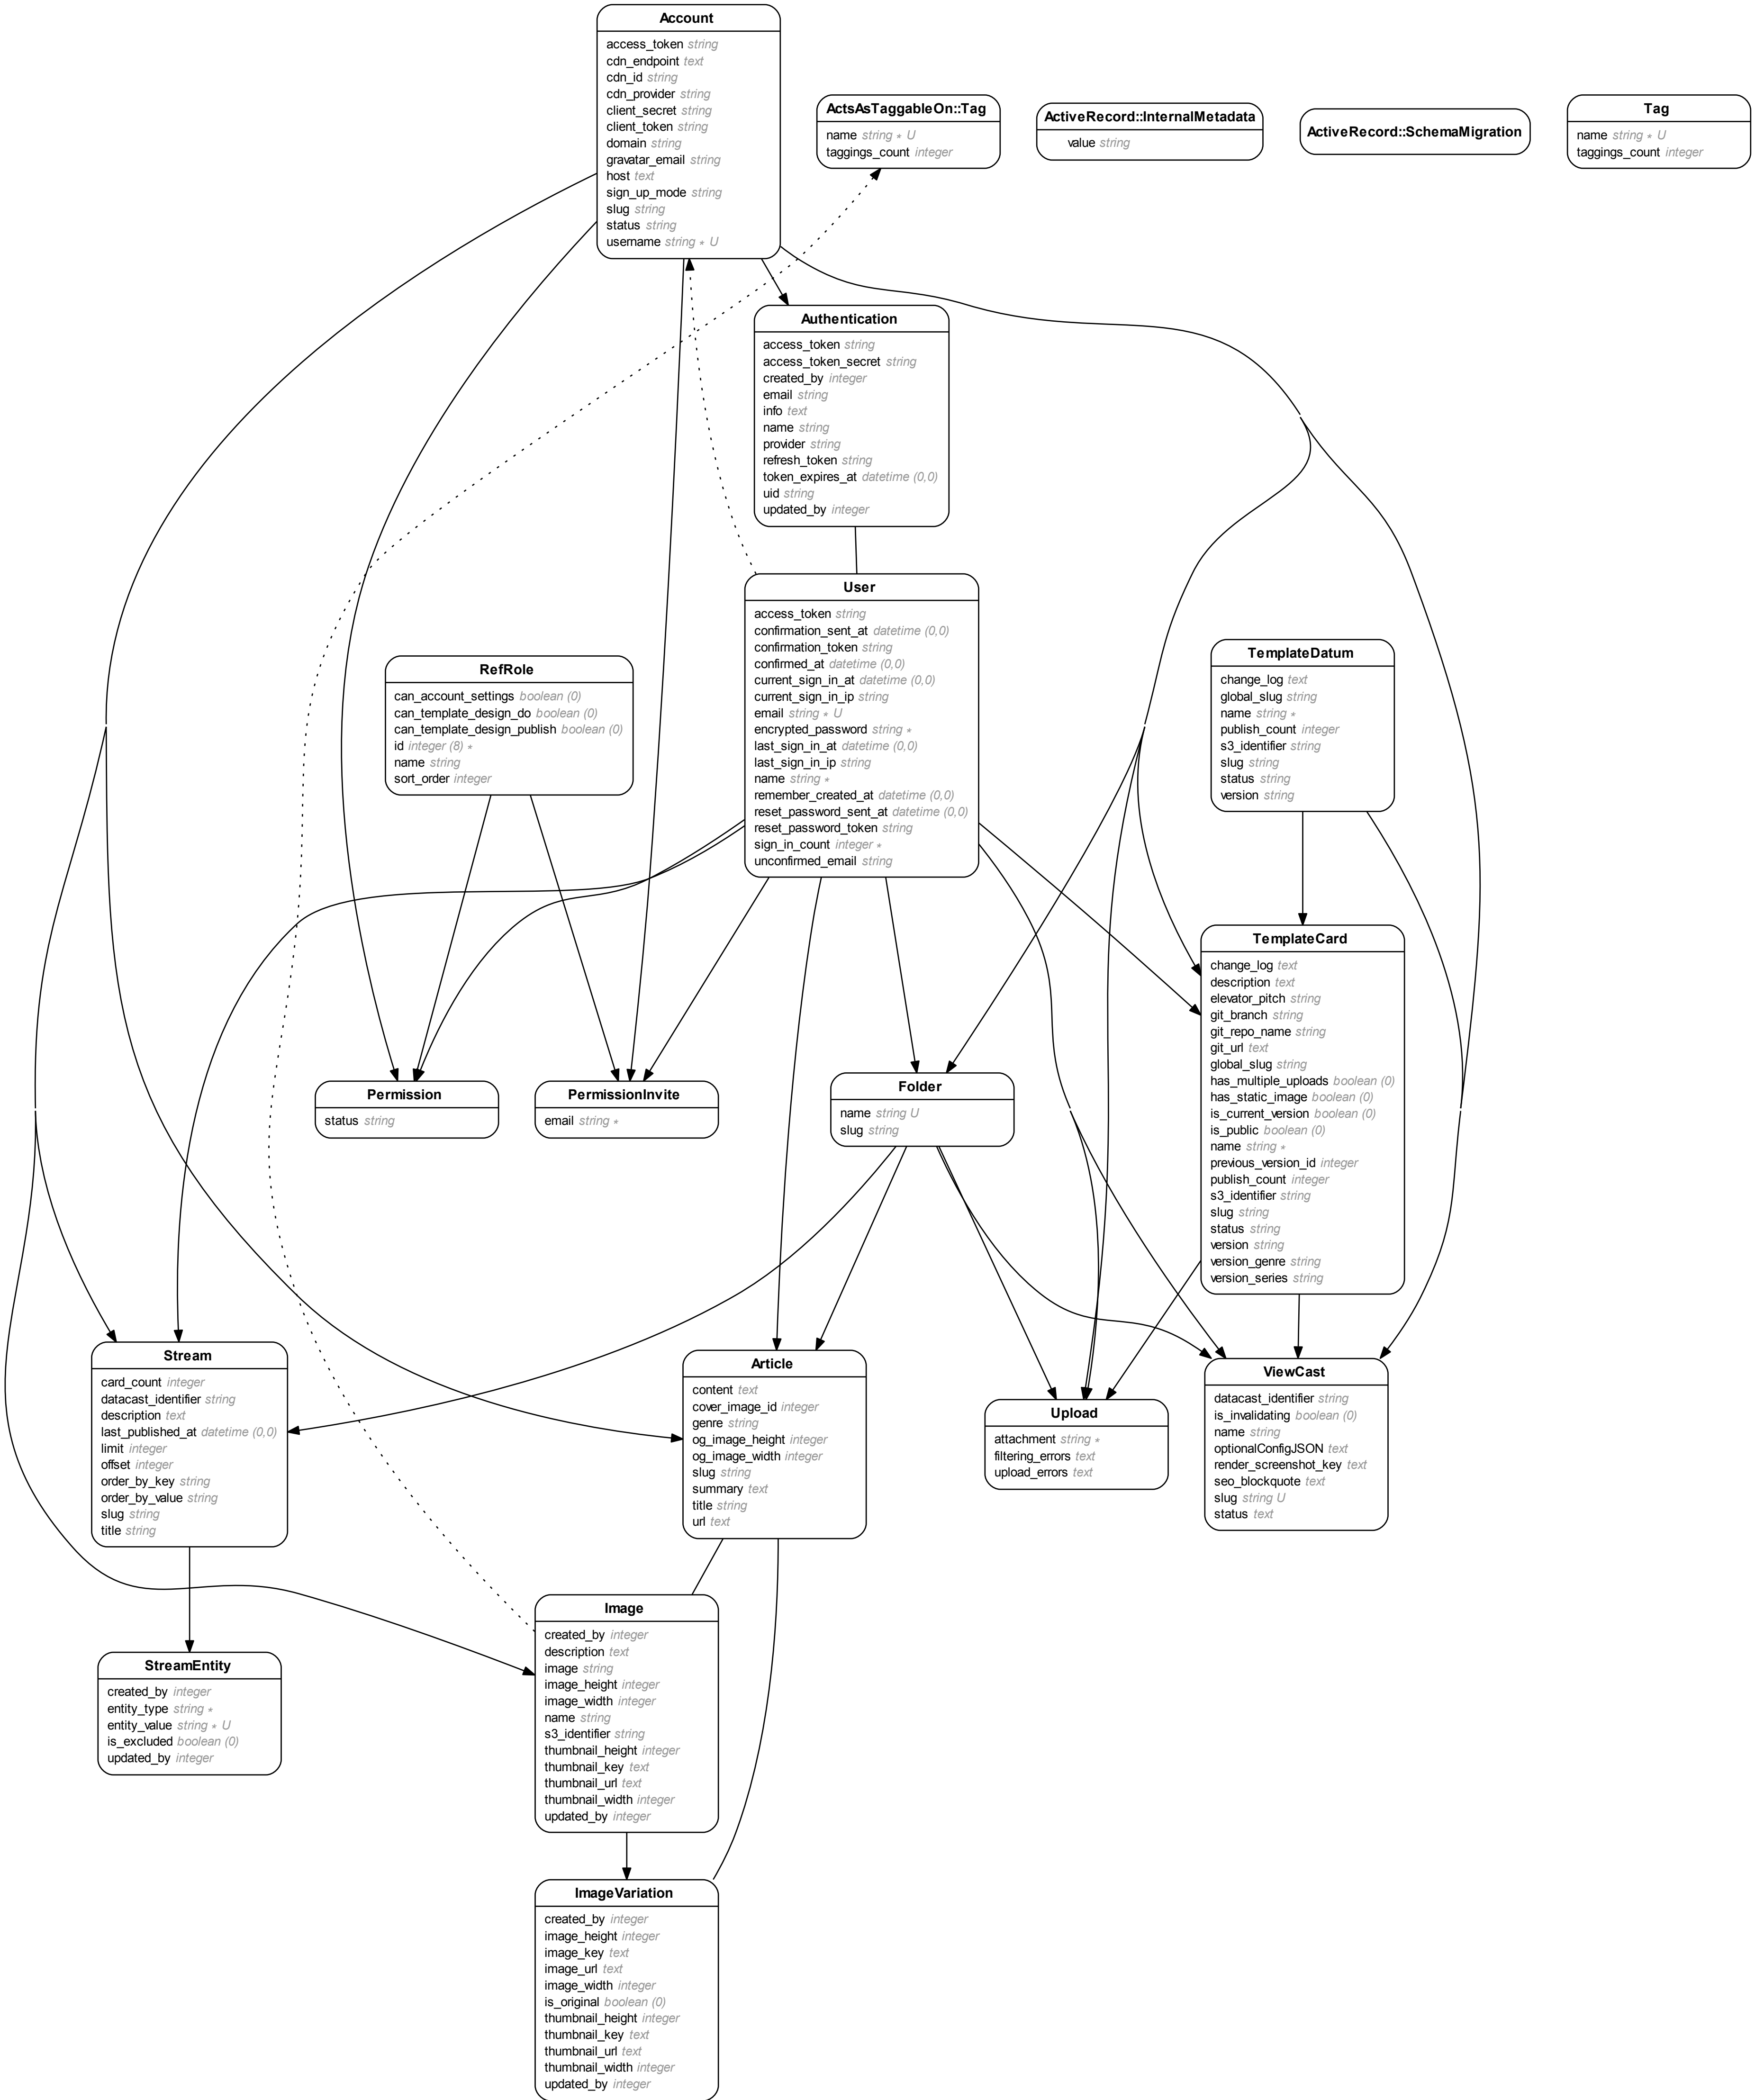 Account
access_token string
cdn_endpoint text
cdn_id string
cdn_provider string
client_secret string
client_token string
domain string
gravatar_email string
host text
sign_up_mode string
slug string
status string
username string ∗ U
ActsAsTaggableOn::Tag
name string ∗ U
taggings_count integer
ActiveRecord::InternalMetadata
value string
ActiveRecord::SchemaMigration
Tag
name string ∗ U
taggings_count integer
Authentication
access_token string
access_token_secret string
created_by integer
email string
info text
name string
provider string
refresh_token string
token_expires_at datetime (0,0)
uid string
updated_by integer
User
access_token string
confirmation_sent_at datetime (0,0)
confirmation_token string
confirmed_at datetime (0,0)
current_sign_in_at datetime (0,0)
current_sign_in_ip string
email string ∗ U
encrypted_password string ∗
last_sign_in_at datetime (0,0)
last_sign_in_ip string
name string ∗
remember_created_at datetime (0,0)
reset_password_sent_at datetime (0,0)
reset_password_token string
sign_in_count integer ∗
unconfirmed_email string
RefRole
can_account_settings boolean (0)
can_template_design_do boolean (0)
can_template_design_publish boolean (0)
id integer (8) ∗
name string
sort_order integer
TemplateDatum
change_log text
global_slug string
name string ∗
publish_count integer
s3_identifier string
slug string
status string
version string
TemplateCard
change_log text
description text
elevator_pitch string
git_branch string
git_repo_name string
git_url text
global_slug string
has_multiple_uploads boolean (0)
has_static_image boolean (0)
is_current_version boolean (0)
is_public boolean (0)
name string ∗
previous_version_id integer
publish_count integer
s3_identifier string
slug string
status string
version string
version_genre string
version_series string
Permission
status string
PermissionInvite
email string ∗
Folder
name string U
slug string
Stream
card_count integer
datacast_identifier string
description text
last_published_at datetime (0,0)
limit integer
offset integer
order_by_key string
order_by_value string
slug string
title string
Article
content text
cover_image_id integer
genre string
og_image_height integer
og_image_width integer
slug string
summary text
title string
url text
Upload
attachment string ∗
filtering_errors text
upload_errors text
ViewCast
datacast_identifier string
is_invalidating boolean (0)
name string
optionalConfigJSON text
render_screenshot_key text
seo_blockquote text
slug string U
status text
StreamEntity
created_by integer
entity_type string ∗
entity_value string ∗ U
is_excluded boolean (0)
updated_by integer
Image
created_by integer
description text
image string
image_height integer
image_width integer
name string
s3_identifier string
thumbnail_height integer
thumbnail_key text
thumbnail_url text
thumbnail_width integer
updated_by integer
ImageVariation
created_by integer
image_height integer
image_key text
image_url text
image_width integer
is_original boolean (0)
thumbnail_height integer
thumbnail_key text
thumbnail_url text
thumbnail_width integer
updated_by integer